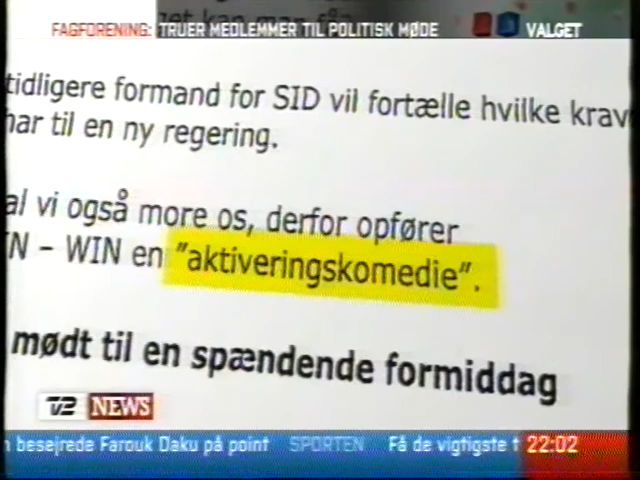 FAGFORENING: TRUER MEDLEMMER TIL POLITISK MØDE VALGET
tidligere formand for SID vil fortælle hvilke krav
har til en ny regering.
al vi også more os, derfor opfører
N – WIN en "aktiveringskomedie".
mødt til en spændende formiddag
TV2 NEWS
besejrede Farouk Daku på point SPORTEN Få de vigtigste 22:02